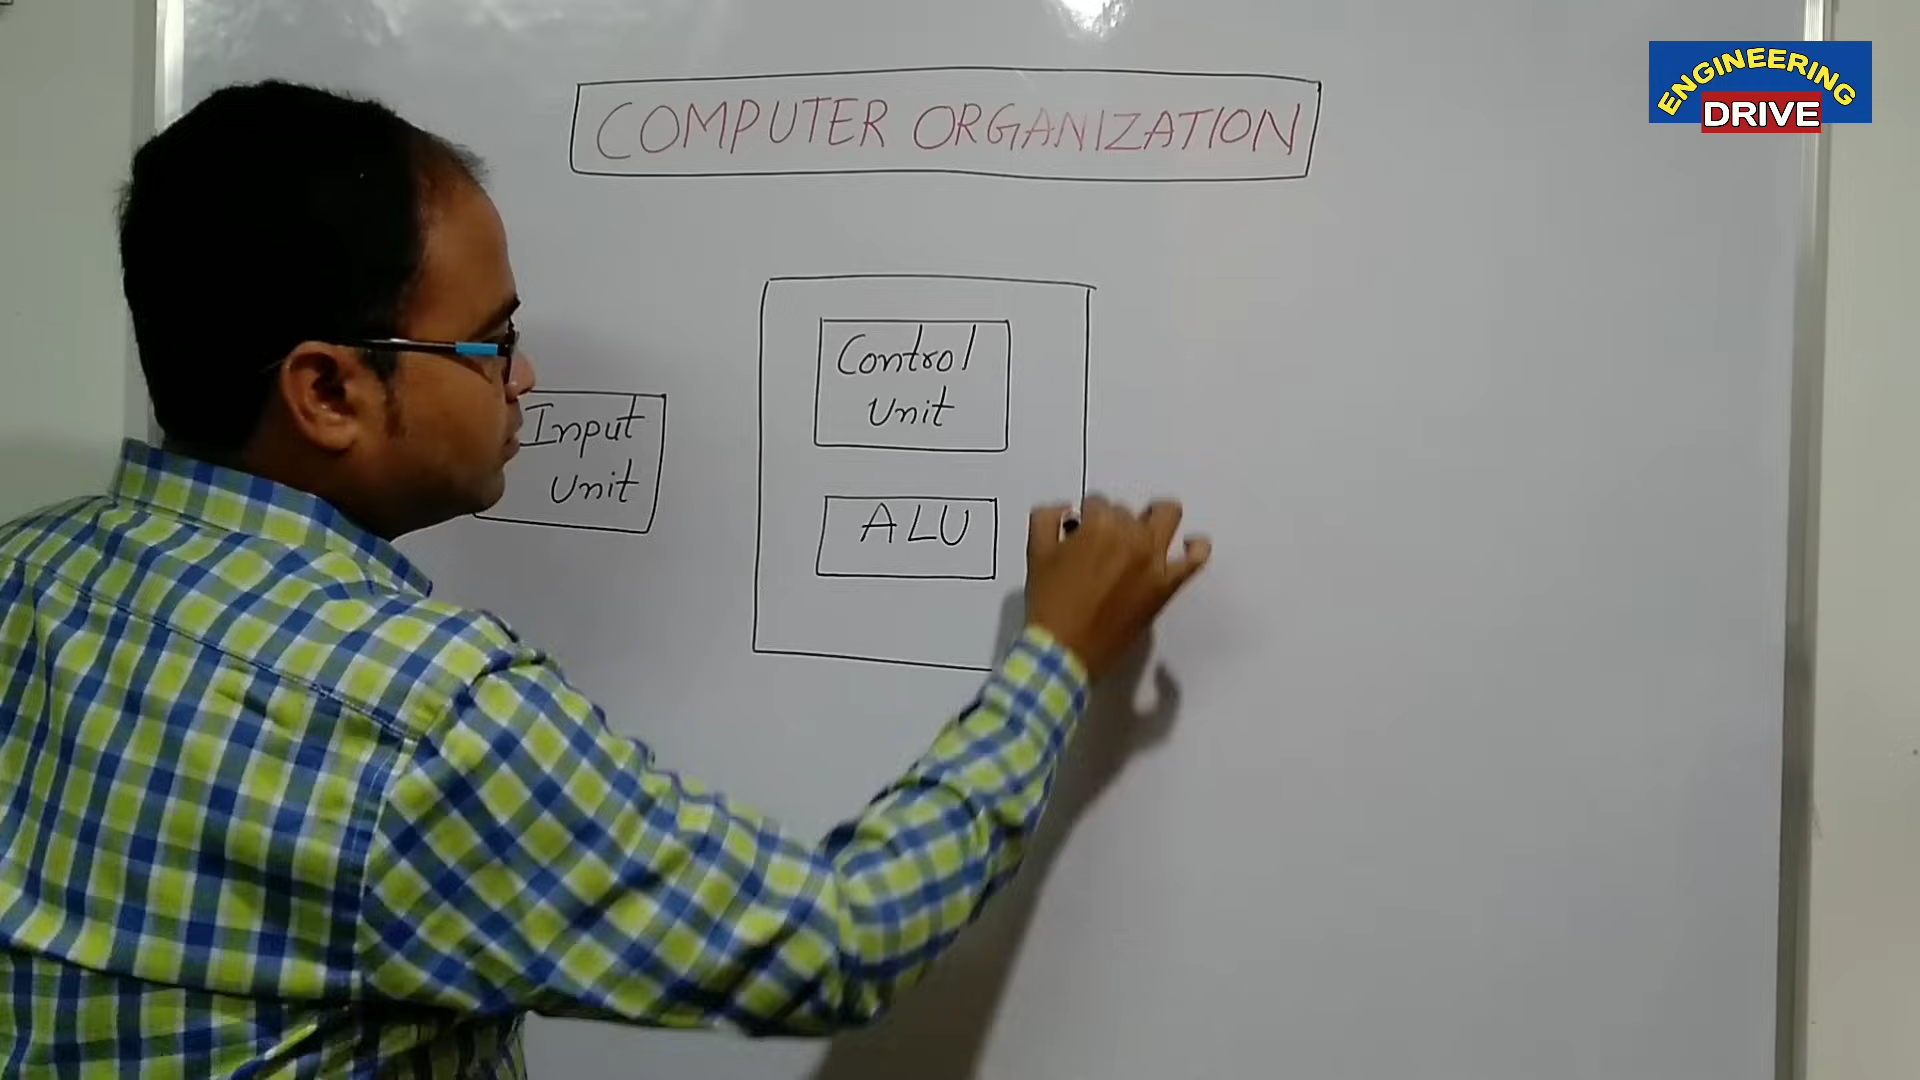 COMPUTER ORGANIZATION
ENGINEERING
DRIVE
Control
Unit
Input
Unit
ALU